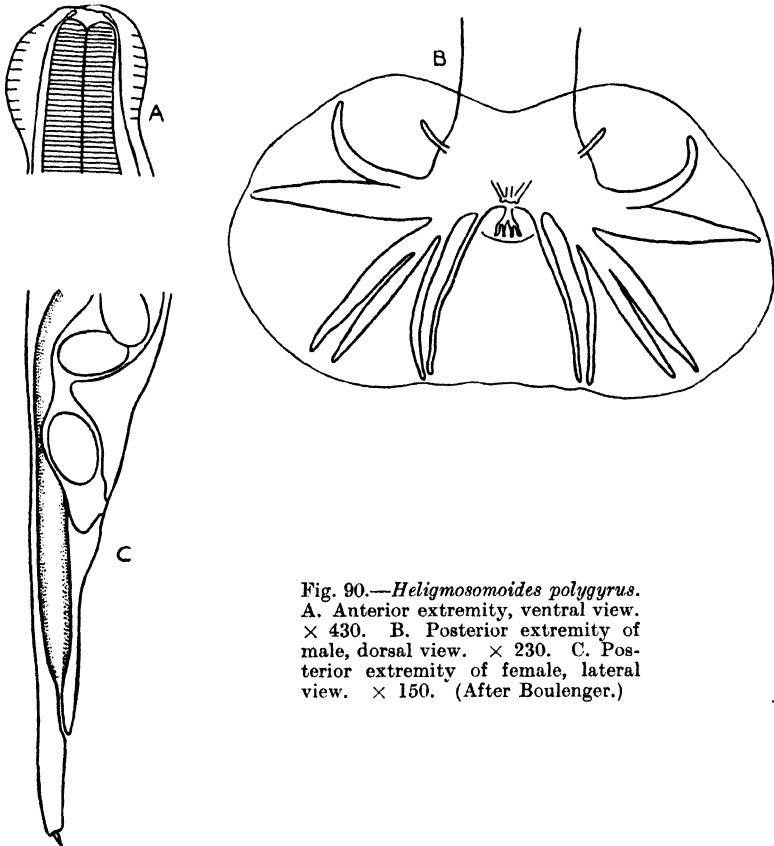 A
B
C
Fig. 90.—Heligmosomoides polygyrus.
A. Anterior extremity, ventral view.
× 430. B. Posterior extremity of
male, dorsal view. × 230. C. Pos-
terior extremity of female, lateral
view. × 150. (After Boulenger.)